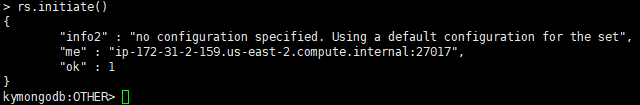 > rs.initiate()
{
"info2" : "no configuration specified. Using a default configuration for the set",
"me" : "ip-172-31-2-159.us-east-2.compute.internal:27017",
"ok" : 1
}
kymongodb:OTHER>